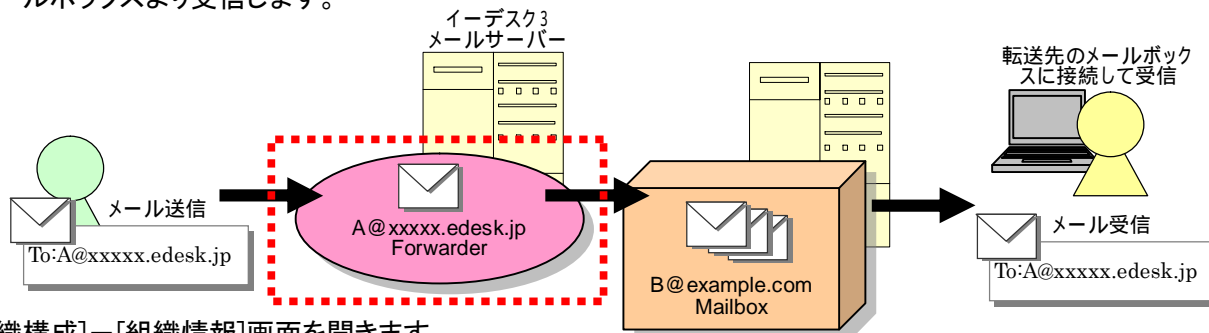 ルボックスより受信します。
イーデスク3
メールサーバー
転送先のメールボック
スに接続して受信
メール送信
To:A@xxxxx.edesk.jp
A@xxxxx.edesk.jp
Forwarder
B@example.com
Mailbox
メール受信
To:A@xxxxx.edesk.jp
織構成]－[組織情報]画面を開きます